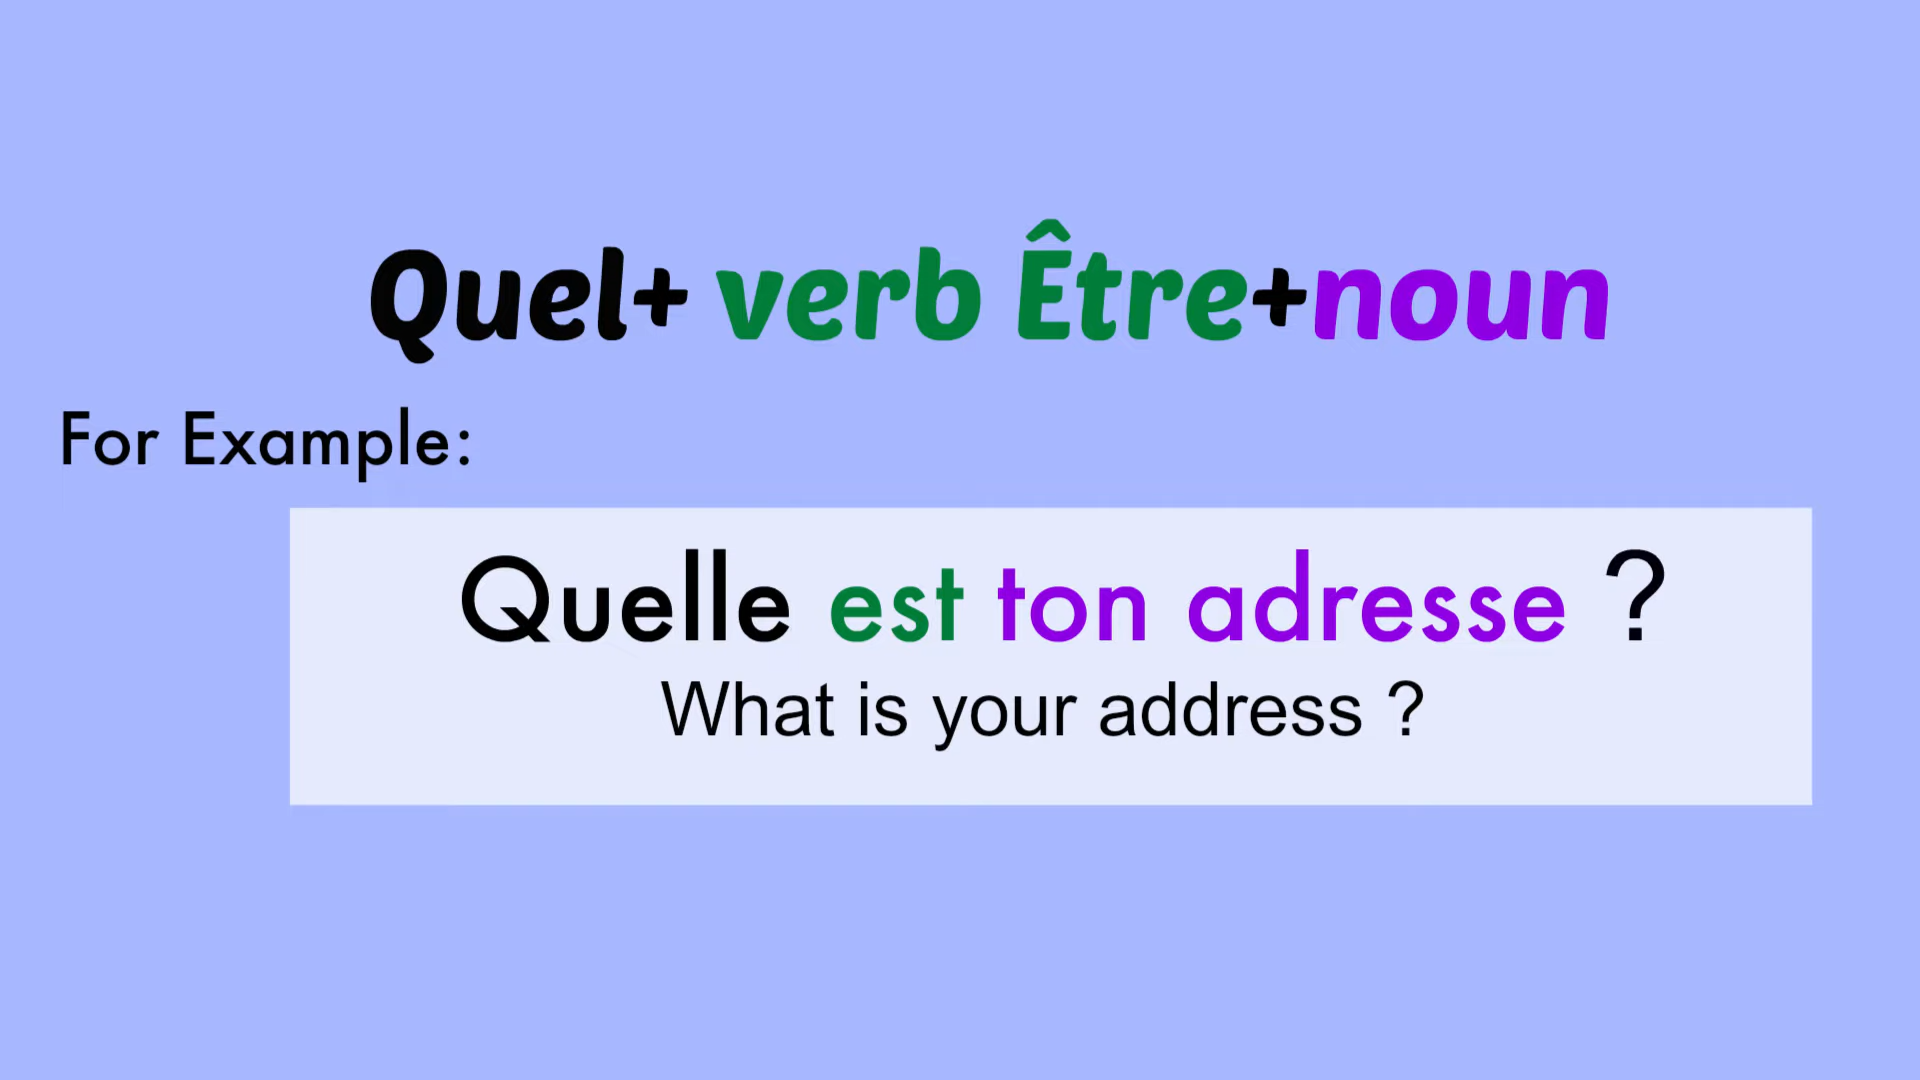 Quel+ verb Être+noun
For Example:
Quelle est ton adresse ?
What is your address ?